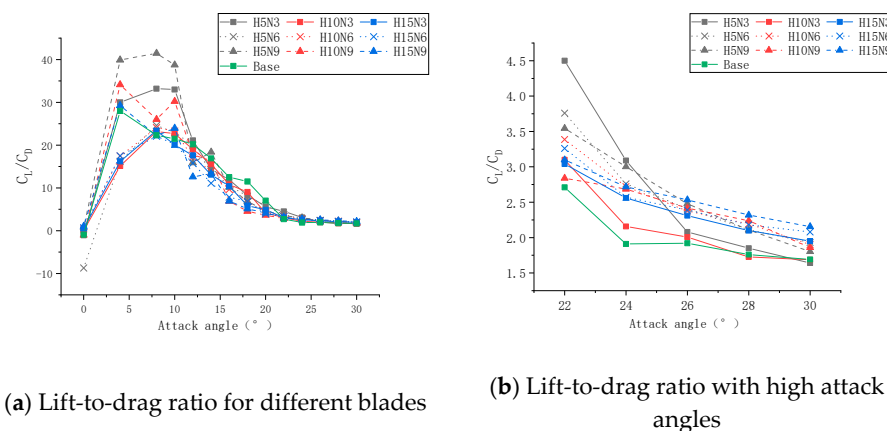 H5N3 H10N3 H15N3
H5N6 H10N6 H15N6
H5N9 H10N9 H15N9
Base
40
30
20
10
0
-10
C_L/C_D
0 5 10 15 20 25 30
Attack angle (°)
(a) Lift-to-drag ratio for different blades
H5N3 H10N3 H15N3
H5N6 H10N6 H15N6
H5N9 H10N9 H15N9
Base
4.5
4.0
3.5
3.0
2.5
2.0
1.5
C_L/C_D
22 24 26 28 30
Attack angle (°)
(b) Lift-to-drag ratio with high attack
angles